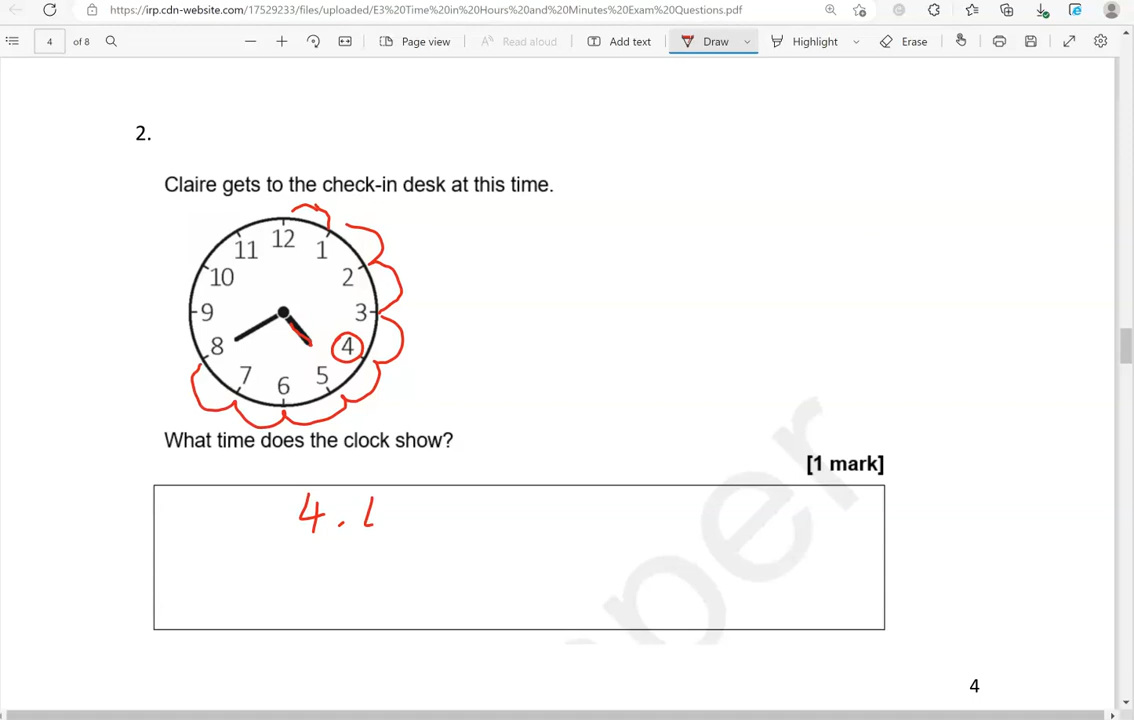 https://irp.cdn-website.com/17529233/files/uploaded/E3%20Time%20in%20Hours%20and%20Minutes%20Exam%20Questions.pdf
4 of 8 Page view Read aloud Add text Draw Highlight Erase
2.
Claire gets to the check-in desk at this time.
12
11 1
10 2
9 3
8 4
7 5
6
What time does the clock show?
[1 mark]
4.
4